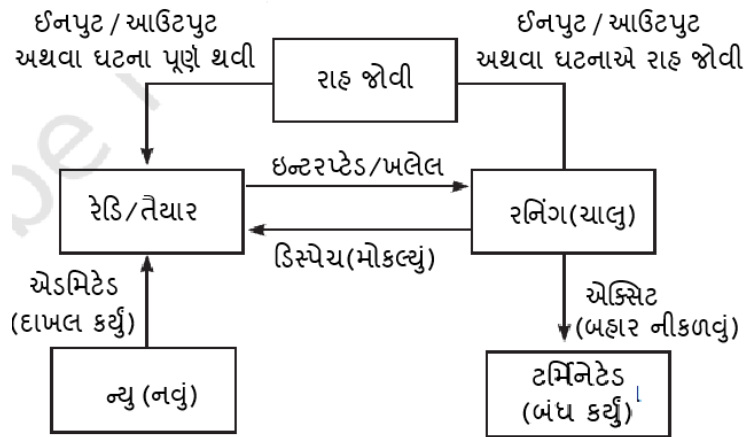 ઈનપુટ / આઉટપુટ
અથવા ઘટના પૂર્ણ થવી
ઈનપુટ / આઉટપુટ
અથવા ઘટનાએ રાહ જોવી
રાહ જોવી
ઇન્ટરપ્ટેડ/ખલેલ
રેડિ/તૈયાર
રનિંગ(ચાલુ)
ડિસ્પેચ(મોકલ્યું)
એડમિટેડ
(દાખલ કર્યું)
એક્સિટ
(બહાર નીકળવું)
ન્યુ (નવું)
ટર્મિનેટેડ
(બંધ કર્યું)